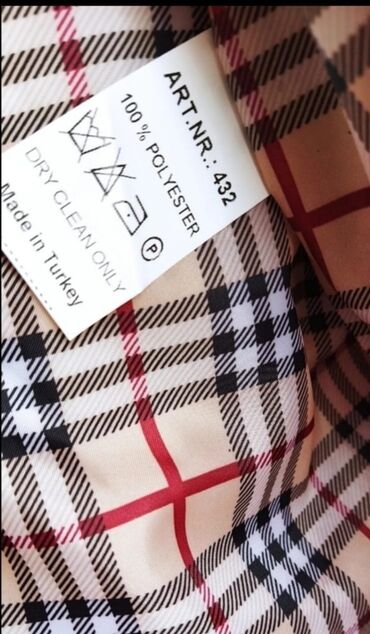 ART.NR.: 432
100 % POLYESTER
P
DRY CLEAN ONLY
Made in Turkey